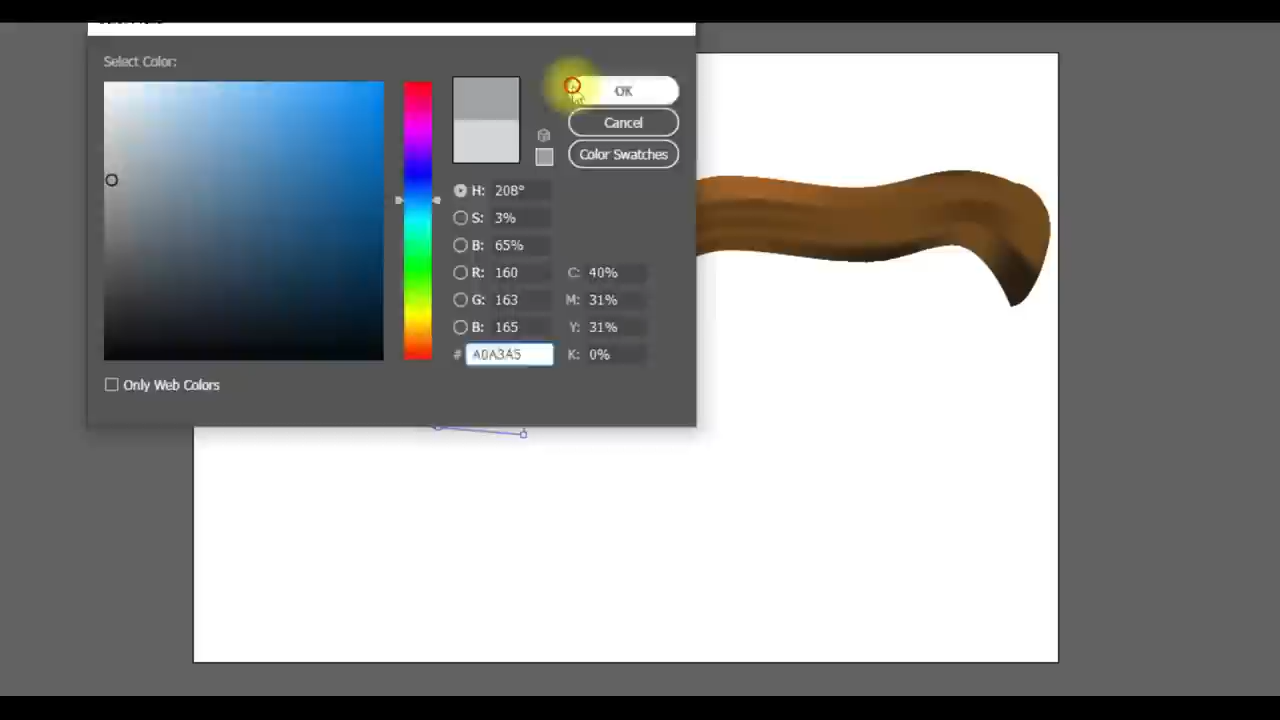 Select Color:
OK
Cancel
Color Swatches
H: 208°
S: 3%
B: 65%
R: 160
C: 40%
G: 163
M: 31%
B: 165
Y: 31%
# A0A3A5
K: 0%
Only Web Colors